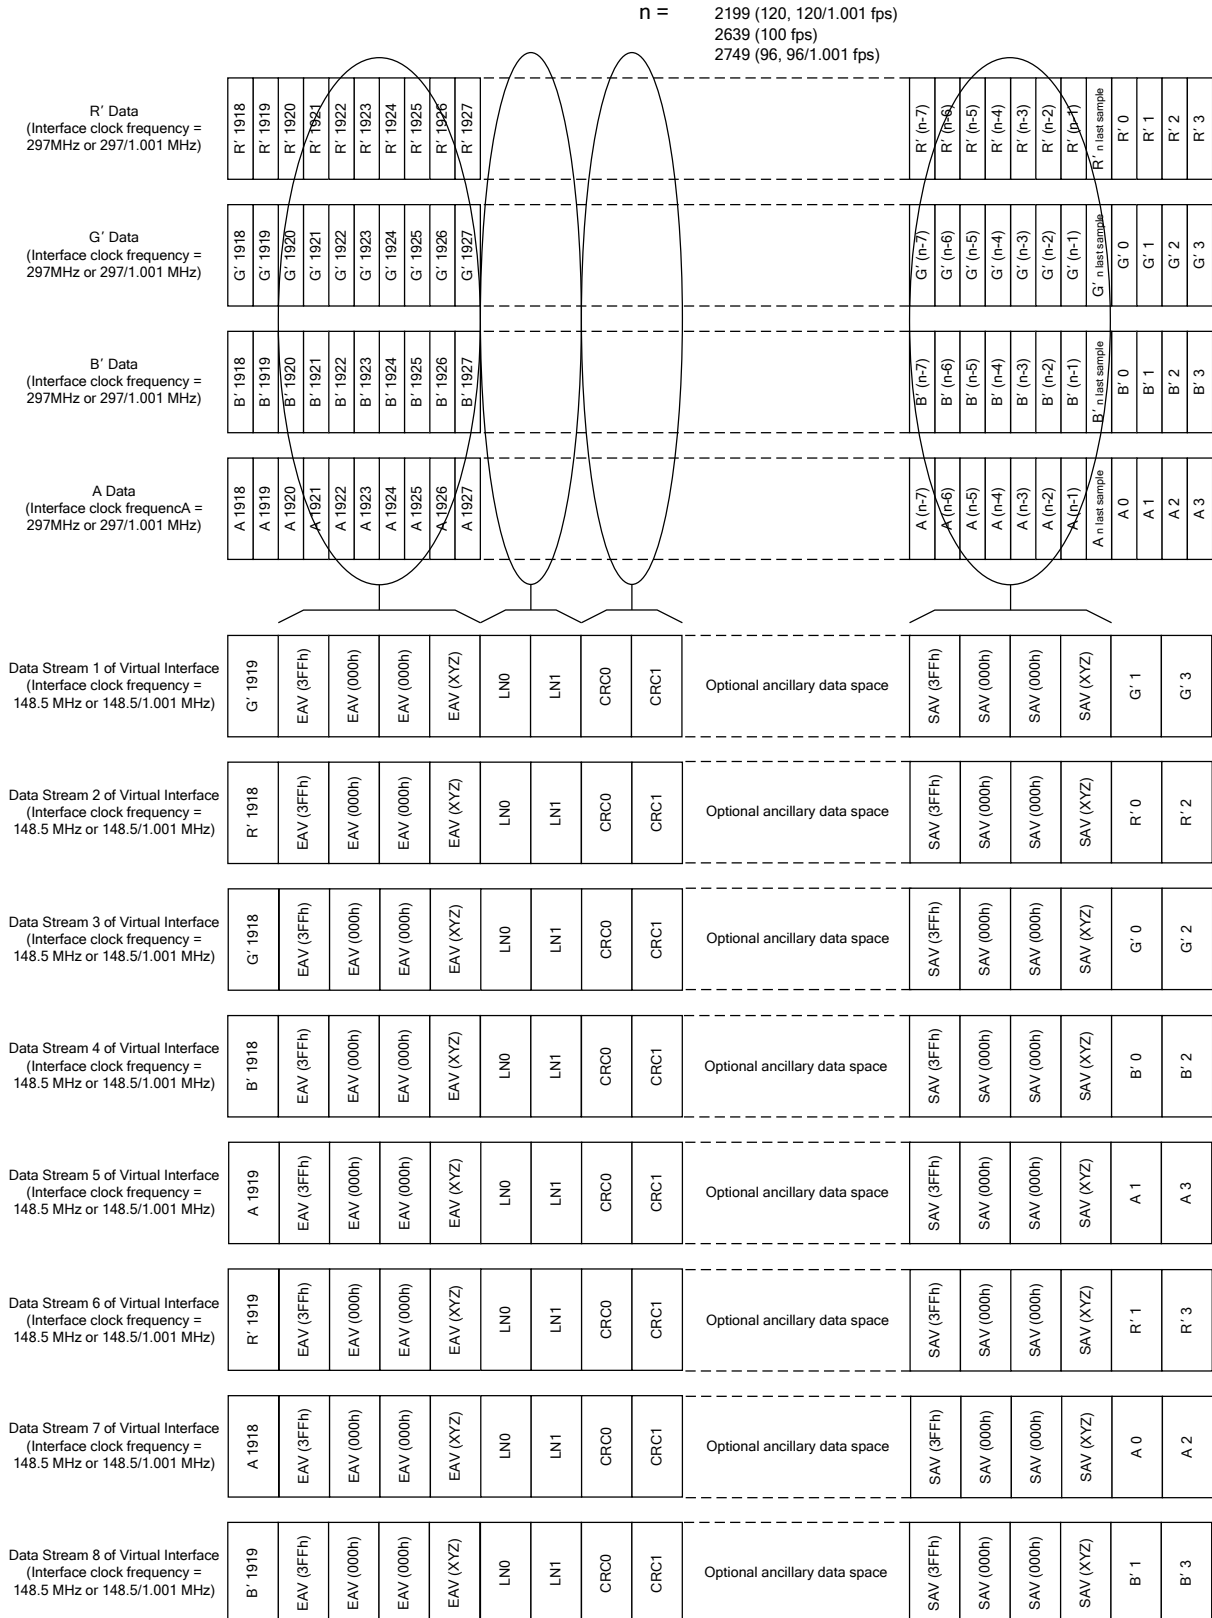 n = 2199 (120, 120/1.001 fps)
2639 (100 fps)
2749 (96, 96/1.001 fps)
R′ Data
(Interface clock frequency =
297MHz or 297/1.001 MHz)
R′ 1918 R′ 1919 R′ 1920 R′ 1921 R′ 1922 R′ 1923 R′ 1924 R′ 1925 R′ 1926 R′ 1927 R′ (n-7) R′ (n-6) R′ (n-5) R′ (n-4) R′ (n-3) R′ (n-2) R′ (n-1) R′ n last sample R′ 0 R′ 1 R′ 2 R′ 3
G′ Data
(Interface clock frequency =
297MHz or 297/1.001 MHz)
G′ 1918 G′ 1919 G′ 1920 G′ 1921 G′ 1922 G′ 1923 G′ 1924 G′ 1925 G′ 1926 G′ 1927 G′ (n-7) G′ (n-6) G′ (n-5) G′ (n-4) G′ (n-3) G′ (n-2) G′ (n-1) G′ n last sample G′ 0 G′ 1 G′ 2 G′ 3
B′ Data
(Interface clock frequency =
297MHz or 297/1.001 MHz)
B′ 1918 B′ 1919 B′ 1920 B′ 1921 B′ 1922 B′ 1923 B′ 1924 B′ 1925 B′ 1926 B′ 1927 B′ (n-7) B′ (n-6) B′ (n-5) B′ (n-4) B′ (n-3) B′ (n-2) B′ (n-1) B′ n last sample B′ 0 B′ 1 B′ 2 B′ 3
A Data
(Interface clock frequencA =
297MHz or 297/1.001 MHz)
A 1918 A 1919 A 1920 A 1921 A 1922 A 1923 A 1924 A 1925 A 1926 A 1927 A (n-7) A (n-6) A (n-5) A (n-4) A (n-3) A (n-2) A (n-1) A n last sample A 0 A 1 A 2 A 3
Data Stream 1 of Virtual Interface
(Interface clock frequency =
148.5 MHz or 148.5/1.001 MHz)
G′ 1919 EAV (3FFh) EAV (000h) EAV (000h) EAV (XYZ) LN0 LN1 CRC0 CRC1 Optional ancillary data space SAV (3FFh) SAV (000h) SAV (000h) SAV (XYZ) G′ 1 G′ 3
Data Stream 2 of Virtual Interface
(Interface clock frequency =
148.5 MHz or 148.5/1.001 MHz)
R′ 1918 EAV (3FFh) EAV (000h) EAV (000h) EAV (XYZ) LN0 LN1 CRC0 CRC1 Optional ancillary data space SAV (3FFh) SAV (000h) SAV (000h) SAV (XYZ) R′ 0 R′ 2
Data Stream 3 of Virtual Interface
(Interface clock frequency =
148.5 MHz or 148.5/1.001 MHz)
G′ 1918 EAV (3FFh) EAV (000h) EAV (000h) EAV (XYZ) LN0 LN1 CRC0 CRC1 Optional ancillary data space SAV (3FFh) SAV (000h) SAV (000h) SAV (XYZ) G′ 0 G′ 2
Data Stream 4 of Virtual Interface
(Interface clock frequency =
148.5 MHz or 148.5/1.001 MHz)
B′ 1918 EAV (3FFh) EAV (000h) EAV (000h) EAV (XYZ) LN0 LN1 CRC0 CRC1 Optional ancillary data space SAV (3FFh) SAV (000h) SAV (000h) SAV (XYZ) B′ 0 B′ 2
Data Stream 5 of Virtual Interface
(Interface clock frequency =
148.5 MHz or 148.5/1.001 MHz)
A 1919 EAV (3FFh) EAV (000h) EAV (000h) EAV (XYZ) LN0 LN1 CRC0 CRC1 Optional ancillary data space SAV (3FFh) SAV (000h) SAV (000h) SAV (XYZ) A 1 A 3
Data Stream 6 of Virtual Interface
(Interface clock frequency =
148.5 MHz or 148.5/1.001 MHz)
R′ 1919 EAV (3FFh) EAV (000h) EAV (000h) EAV (XYZ) LN0 LN1 CRC0 CRC1 Optional ancillary data space SAV (3FFh) SAV (000h) SAV (000h) SAV (XYZ) R′ 1 R′ 3
Data Stream 7 of Virtual Interface
(Interface clock frequency =
148.5 MHz or 148.5/1.001 MHz)
A 1918 EAV (3FFh) EAV (000h) EAV (000h) EAV (XYZ) LN0 LN1 CRC0 CRC1 Optional ancillary data space SAV (3FFh) SAV (000h) SAV (000h) SAV (XYZ) A 0 A 2
Data Stream 8 of Virtual Interface
(Interface clock frequency =
148.5 MHz or 148.5/1.001 MHz)
B′ 1919 EAV (3FFh) EAV (000h) EAV (000h) EAV (XYZ) LN0 LN1 CRC0 CRC1 Optional ancillary data space SAV (3FFh) SAV (000h) SAV (000h) SAV (XYZ) B′ 1 B′ 3